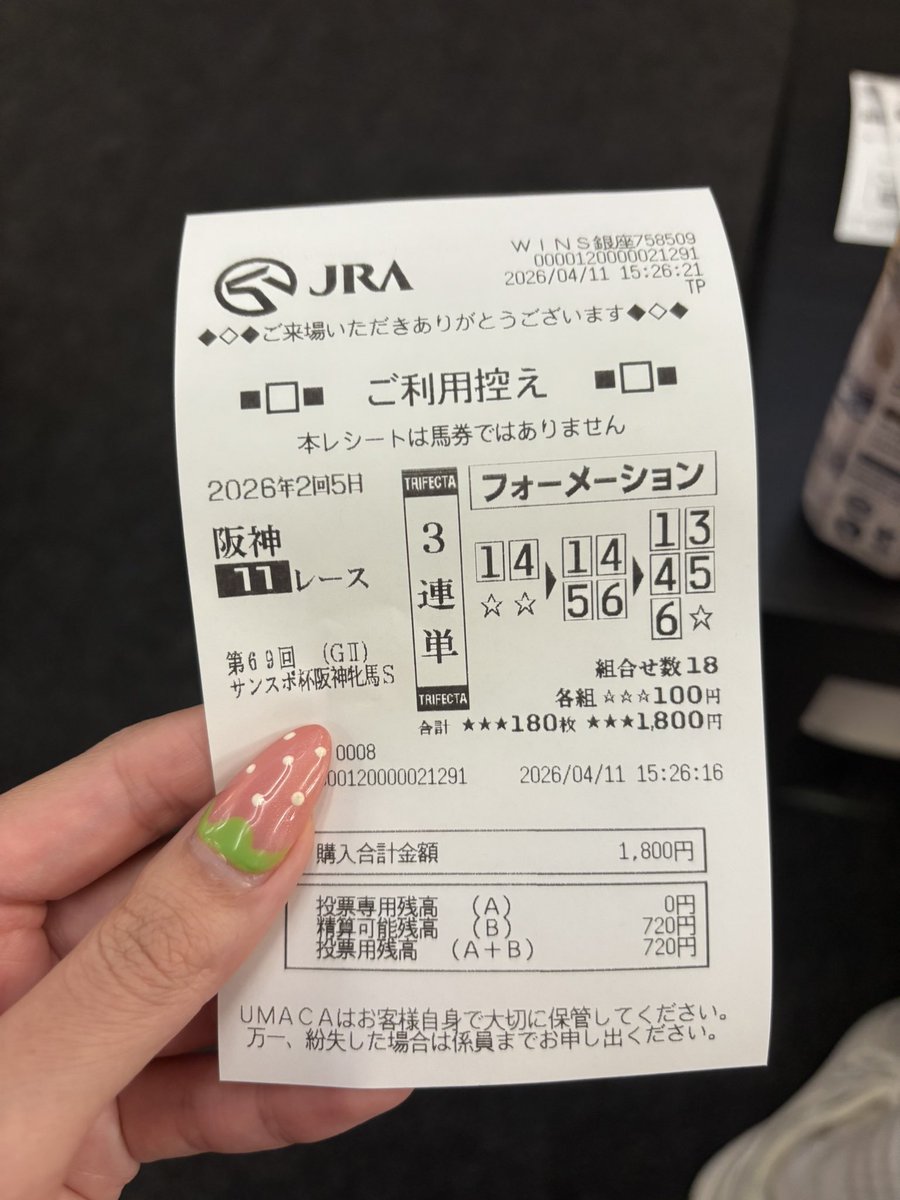 JRA
WINS銀座758509
0000120000021291
2026/04/11 15:26:21
TP
◆◇◆ご来場いただきありがとうございます◆◇◆
■□■ ご利用控え ■□■
本レシートは馬券ではありません
2026年2回5日
阪神
11レース
第69回 (GⅡ)
サンスポ杯阪神牝馬S
TRIFECTA
3連単
TRIFECTA
フォーメーション
1 4 ☆ ☆
1 4 5 6
1 3 4 5 6 ☆
組合せ数18
各組 ☆☆☆100円
合計 ★★★180枚 ★★★1,800円
0008
00120000021291 2026/04/11 15:26:16
購入合計金額 1,800円
投票専用残高 (A) 0円
精算可能残高 (B) 720円
投票用残高 (A+B) 720円
UMACAはお客様自身で大切に保管してください。
万一、紛失した場合は係員までお申し出ください。